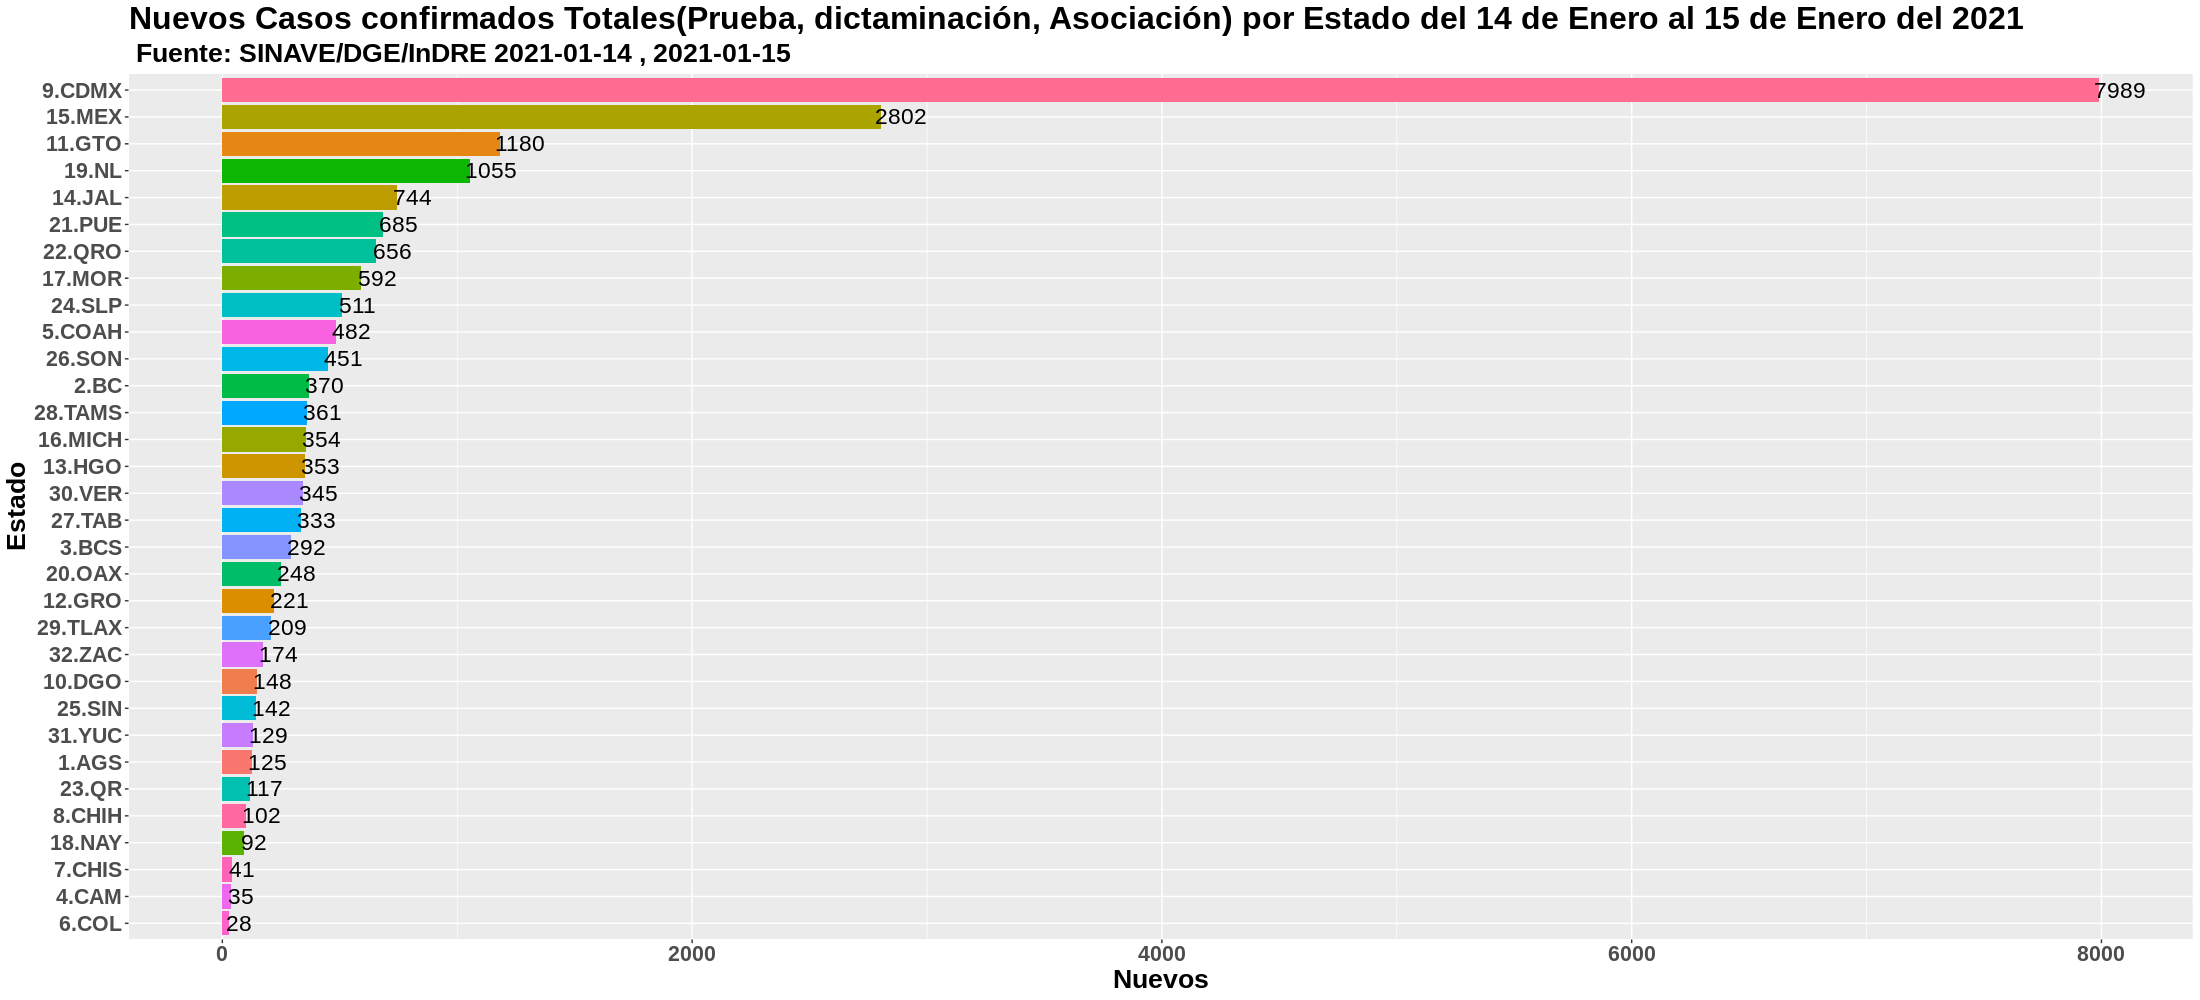 Nuevos Casos confirmados Totales(Prueba, dictaminación, Asociación) por Estado del 14 de Enero al 15 de Enero del 2021
Fuente: SINAVE/DGE/InDRE 2021-01-14 , 2021-01-15
9.CDMX 7989
15.MEX 2802
11.GTO 1180
19.NL 1055
14.JAL 744
21.PUE 685
22.QRO 656
17.MOR 592
24.SLP 511
5.COAH 482
26.SON 451
2.BC 370
28.TAMS 361
16.MICH 354
13.HGO 353
30.VER 345
27.TAB 333
3.BCS 292
20.OAX 248
12.GRO 221
29.TLAX 209
32.ZAC 174
10.DGO 148
25.SIN 142
31.YUC 129
1.AGS 125
23.QR 117
8.CHIH 102
18.NAY 92
7.CHIS 41
4.CAM 35
6.COL 28
Estado
0 2000 4000 6000 8000
Nuevos